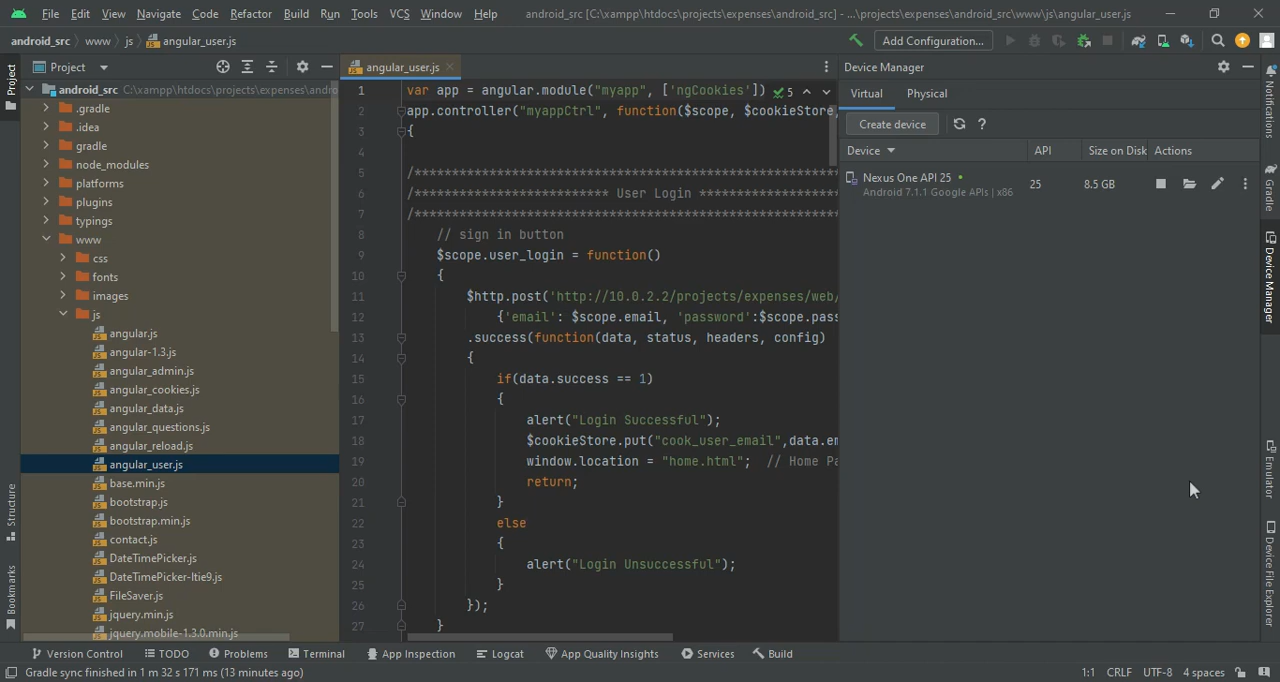 File Edit View Navigate Code Refactor Build Run Tools VCS Window Help android_src [C:\xampp\htdocs\projects\expenses\android_src] - ...\projects\expenses\android_src\www\js\angular_user.js
android_src www js angular_user.js Add Configuration...
Project
android_src C:\xampp\htdocs\projects\expenses\andro
.gradle
.idea
gradle
node_modules
platforms
plugins
typings
www
css
fonts
images
js
angular.js
angular-1.3.js
angular_admin.js
angular_cookies.js
angular_data.js
angular_questions.js
angular_reload.js
angular_user.js
base.min.js
bootstrap.js
bootstrap.min.js
contact.js
DateTimePicker.js
DateTimePicker-ltie9.js
FileSaver.js
jquery.min.js
jquery.mobile-1.3.0.min.js
Project
Structure
Bookmarks
angular_user.js
1 var app = angular.module("myapp", ['ngCookies']) 5
2 app.controller("myappCtrl", function($scope, $cookieStore,
3 {
4
5 /*********************************************************
6 /************************** User Login *******************
7 /*********************************************************
8 // sign in button
9 $scope.user_login = function()
10 {
11 $http.post('http://10.0.2.2/projects/expenses/web/
12 {'email': $scope.email, 'password':$scope.pass
13 .success(function(data, status, headers, config)
14 {
15 if(data.success == 1)
16 {
17 alert("Login Successful");
18 $cookieStore.put("cook_user_email",data.em
19 window.location = "home.html"; // Home Pa
20 return;
21 }
22 else
23 {
24 alert("Login Unsuccessful");
25 }
26 });
27 }
Device Manager
Virtual Physical
Create device ?
Device API Size on Disk Actions
Nexus One API 25 25 8.5 GB
Android 7.1.1 Google APIs | x86
Notifications
Gradle
Device Manager
Emulator
Device File Explorer
Version Control TODO Problems Terminal App Inspection Logcat App Quality Insights Services Build
Gradle sync finished in 1 m 32 s 171 ms (13 minutes ago) 1:1 CRLF UTF-8 4 spaces